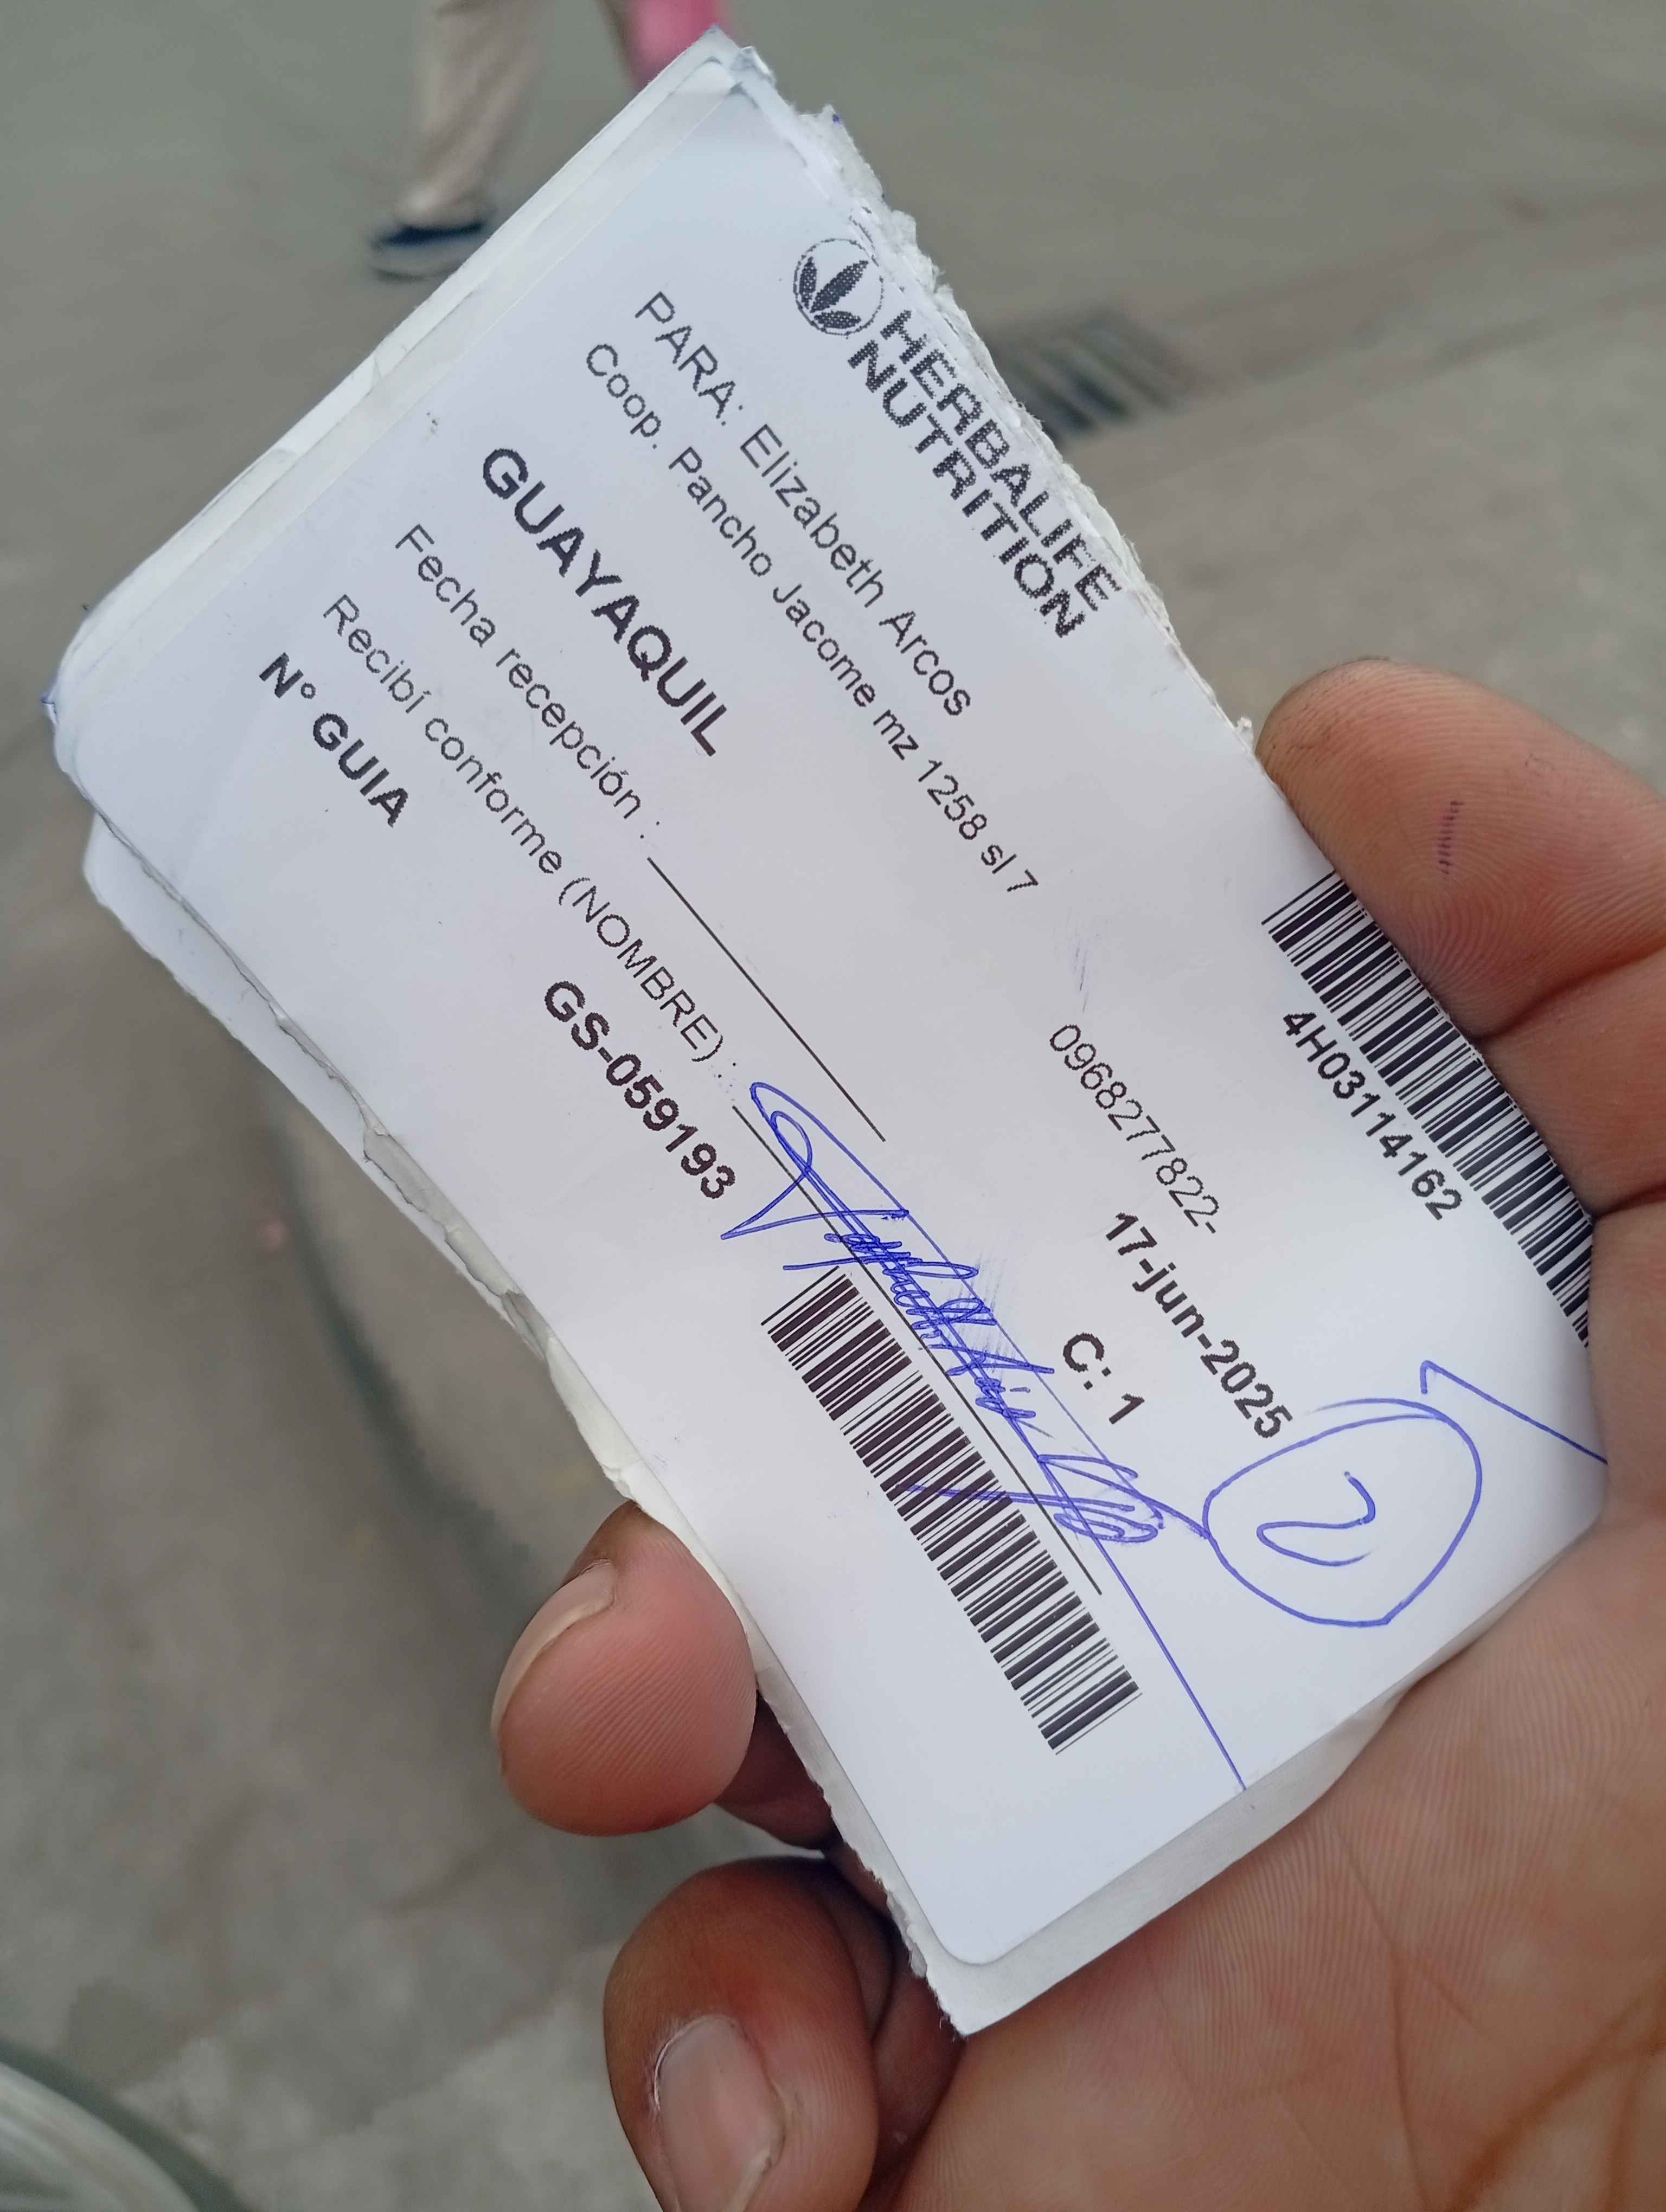 HERBALIFE
NUTRITION
4H03114162
PARA: Elizabeth Arcos
Coop. Pancho Jacome mz 1258 sl 7
0968277822-
17-jun-2025
GUAYAQUIL
C: 1
2
Fecha recepción :
Recibí conforme (NOMBRE) :
N° GUIA
GS-059193